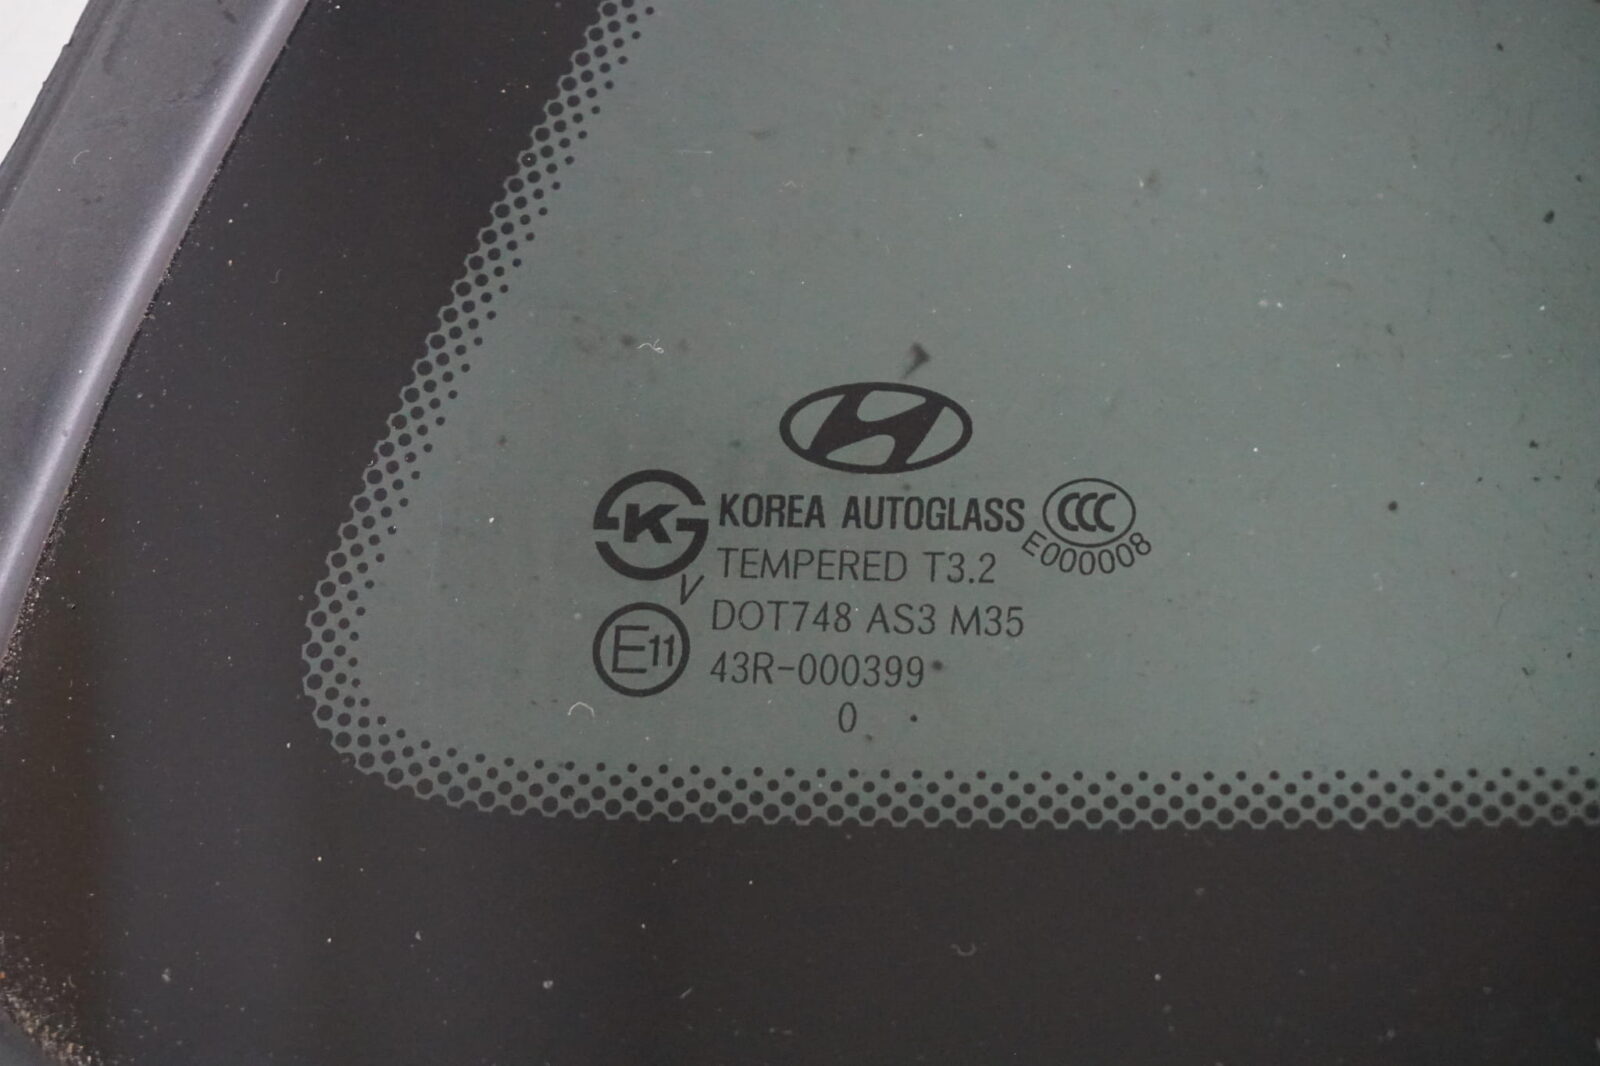 KOREA AUTOGLASS
CCC
E000008
K
TEMPERED T3.2
V
DOT748 AS3 M35
E11
43R-000399
0